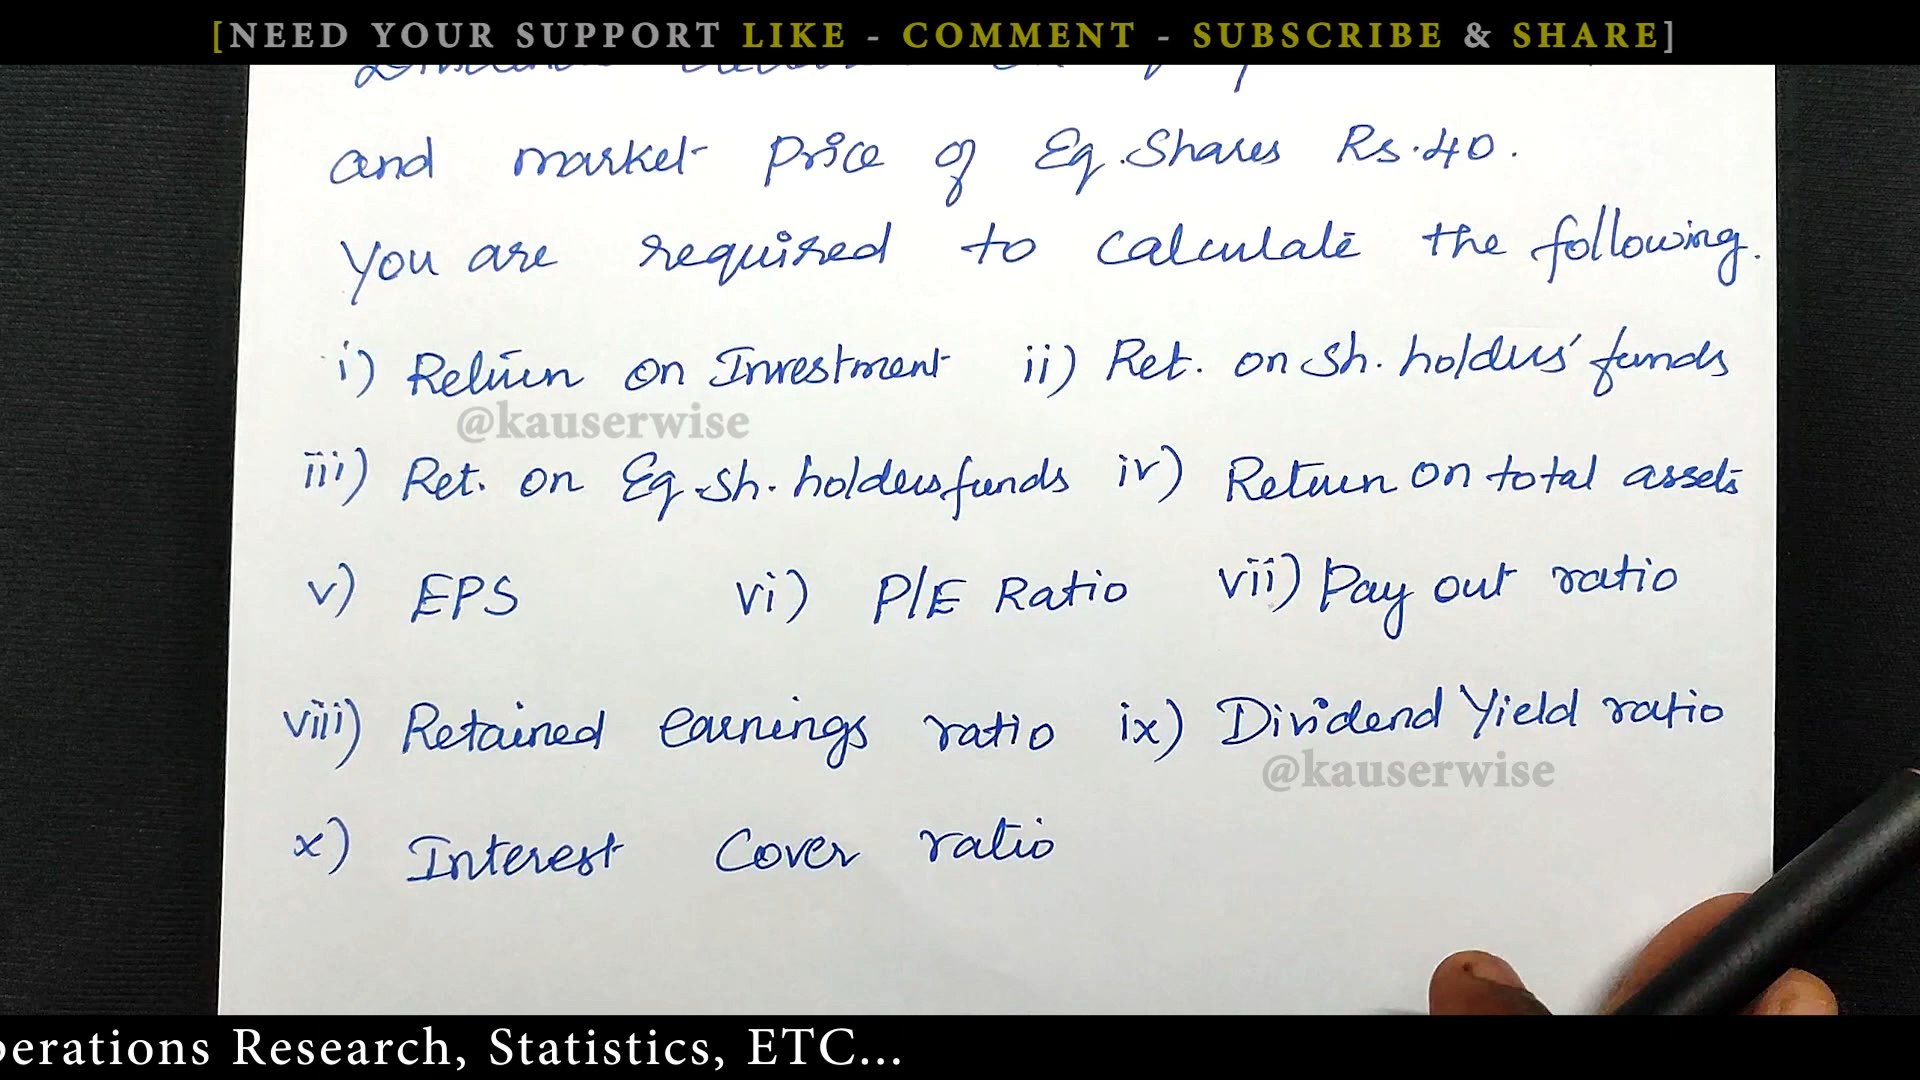 [NEED YOUR SUPPORT LIKE - COMMENT - SUBSCRIBE & SHARE]
and market price of Eq. Shares Rs. 40.
You are required to calculate the following.
i) Return on Investment ii) Ret. on Sh. holders' funds
@kauserwise
iii) Ret. on Eq. Sh. holders funds iv) Return on total assets
v) EPS vi) P/E Ratio vii) Pay out ratio
viii) Retained earnings ratio ix) Dividend Yield ratio
@kauserwise
x) Interest Cover ratio
perations Research, Statistics, ETC...